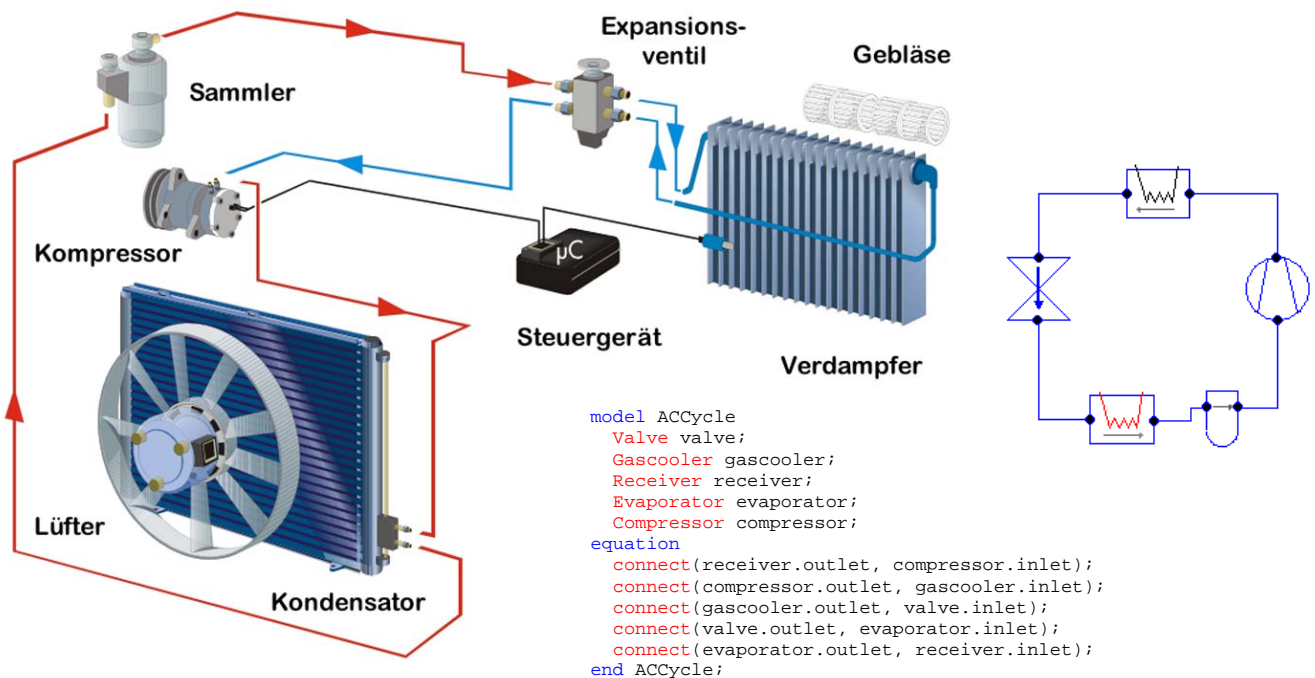 Expansions-
ventil
Gebläse
Sammler
Kompressor
µC
Steuergerät
Verdampfer
Lüfter
Kondensator
model ACCycle
  Valve valve;
  Gascooler gascooler;
  Receiver receiver;
  Evaporator evaporator;
  Compressor compressor;
equation
  connect(receiver.outlet, compressor.inlet);
  connect(compressor.outlet, gascooler.inlet);
  connect(gascooler.outlet, valve.inlet);
  connect(valve.outlet, evaporator.inlet);
  connect(evaporator.outlet, receiver.inlet);
end ACCycle;